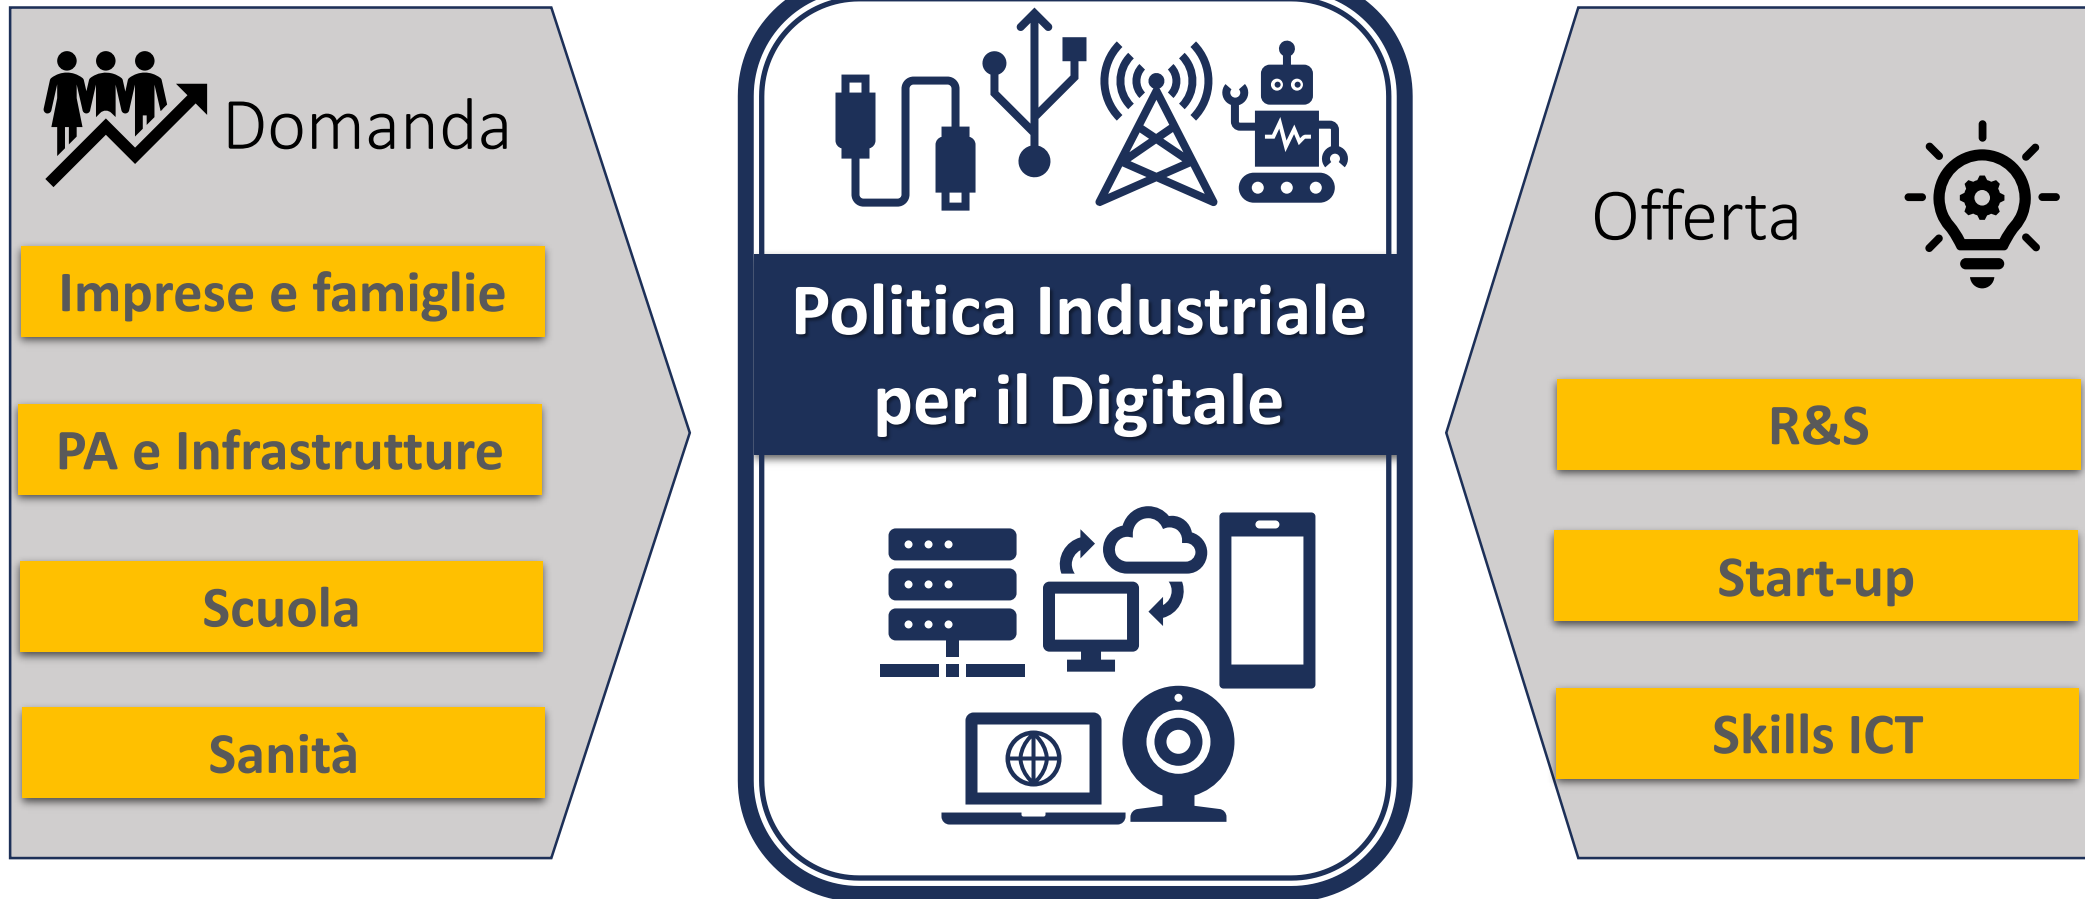 Domanda
Imprese e famiglie
PA e Infrastrutture
Scuola
Sanità
Politica Industriale
per il Digitale
Offerta
R&S
Start-up
Skills ICT